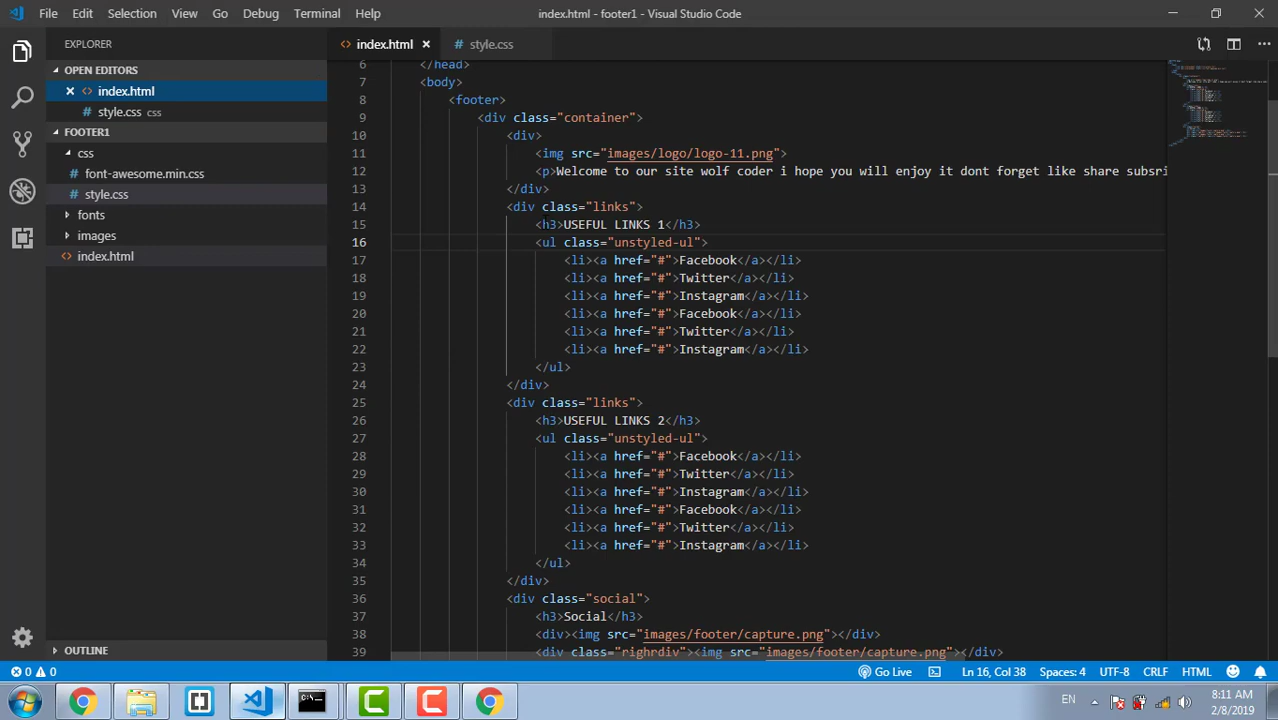 File Edit Selection View Go Debug Terminal Help index.html - footer1 - Visual Studio Code
EXPLORER
OPEN EDITORS
index.html
style.css css
FOOTER1
css
font-awesome.min.css
style.css
fonts
images
index.html
OUTLINE
index.html style.css
6 </head>
7 <body>
8 <footer>
9 <div class="container">
10 <div>
11 <img src="images/logo/logo-11.png">
12 <p>Welcome to our site wolf coder i hope you will enjoy it dont forget like share subsri
13 </div>
14 <div class="links">
15 <h3>USEFUL LINKS 1</h3>
16 <ul class="unstyled-ul">
17 <li><a href="#">Facebook</a></li>
18 <li><a href="#">Twitter</a></li>
19 <li><a href="#">Instagram</a></li>
20 <li><a href="#">Facebook</a></li>
21 <li><a href="#">Twitter</a></li>
22 <li><a href="#">Instagram</a></li>
23 </ul>
24 </div>
25 <div class="links">
26 <h3>USEFUL LINKS 2</h3>
27 <ul class="unstyled-ul">
28 <li><a href="#">Facebook</a></li>
29 <li><a href="#">Twitter</a></li>
30 <li><a href="#">Instagram</a></li>
31 <li><a href="#">Facebook</a></li>
32 <li><a href="#">Twitter</a></li>
33 <li><a href="#">Instagram</a></li>
34 </ul>
35 </div>
36 <div class="social">
37 <h3>Social</h3>
38 <div><img src="images/footer/capture.png"></div>
39 <div class="righrdiv"><img src="images/footer/capture.png"></div>
0 0 Go Live Ln 16, Col 38 Spaces: 4 UTF-8 CRLF HTML
EN 8:11 AM
2/8/2019